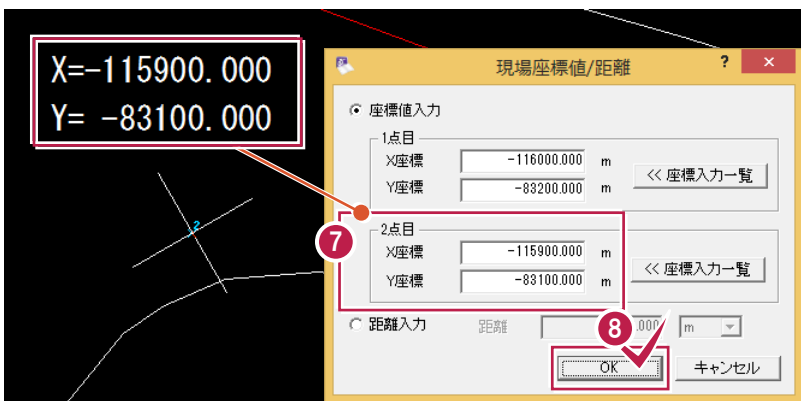 X=-115900.000
Y= -83100.000
2
現場座標値/距離 ? ×
座標値入力
1点目
X座標 -116000.000 m
Y座標 -83200.000 m
<< 座標入力一覧
7
2点目
X座標 -115900.000 m
Y座標 -83100.000 m
<< 座標入力一覧
距離入力 距離 .000 m
8
OK キャンセル